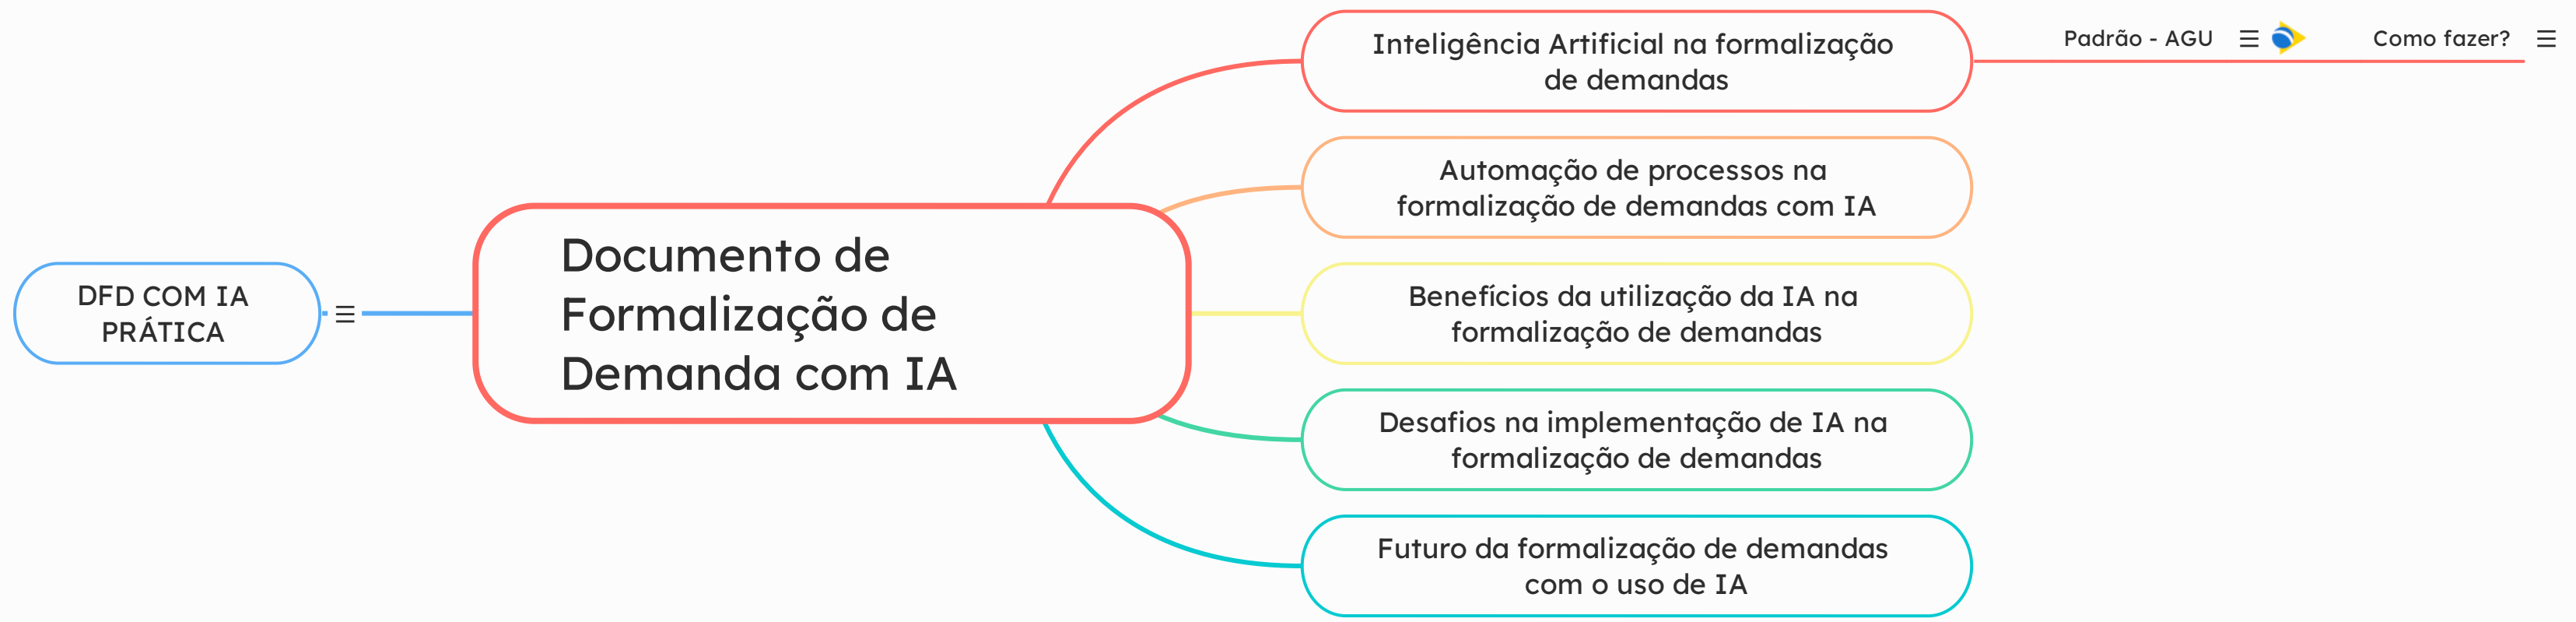 DFD COM IA
PRÁTICA
Documento de
Formalização de
Demanda com IA
Inteligência Artificial na formalização
de demandas
Padrão - AGU
Como fazer?
Automação de processos na
formalização de demandas com IA
Benefícios da utilização da IA na
formalização de demandas
Desafios na implementação de IA na
formalização de demandas
Futuro da formalização de demandas
com o uso de IA